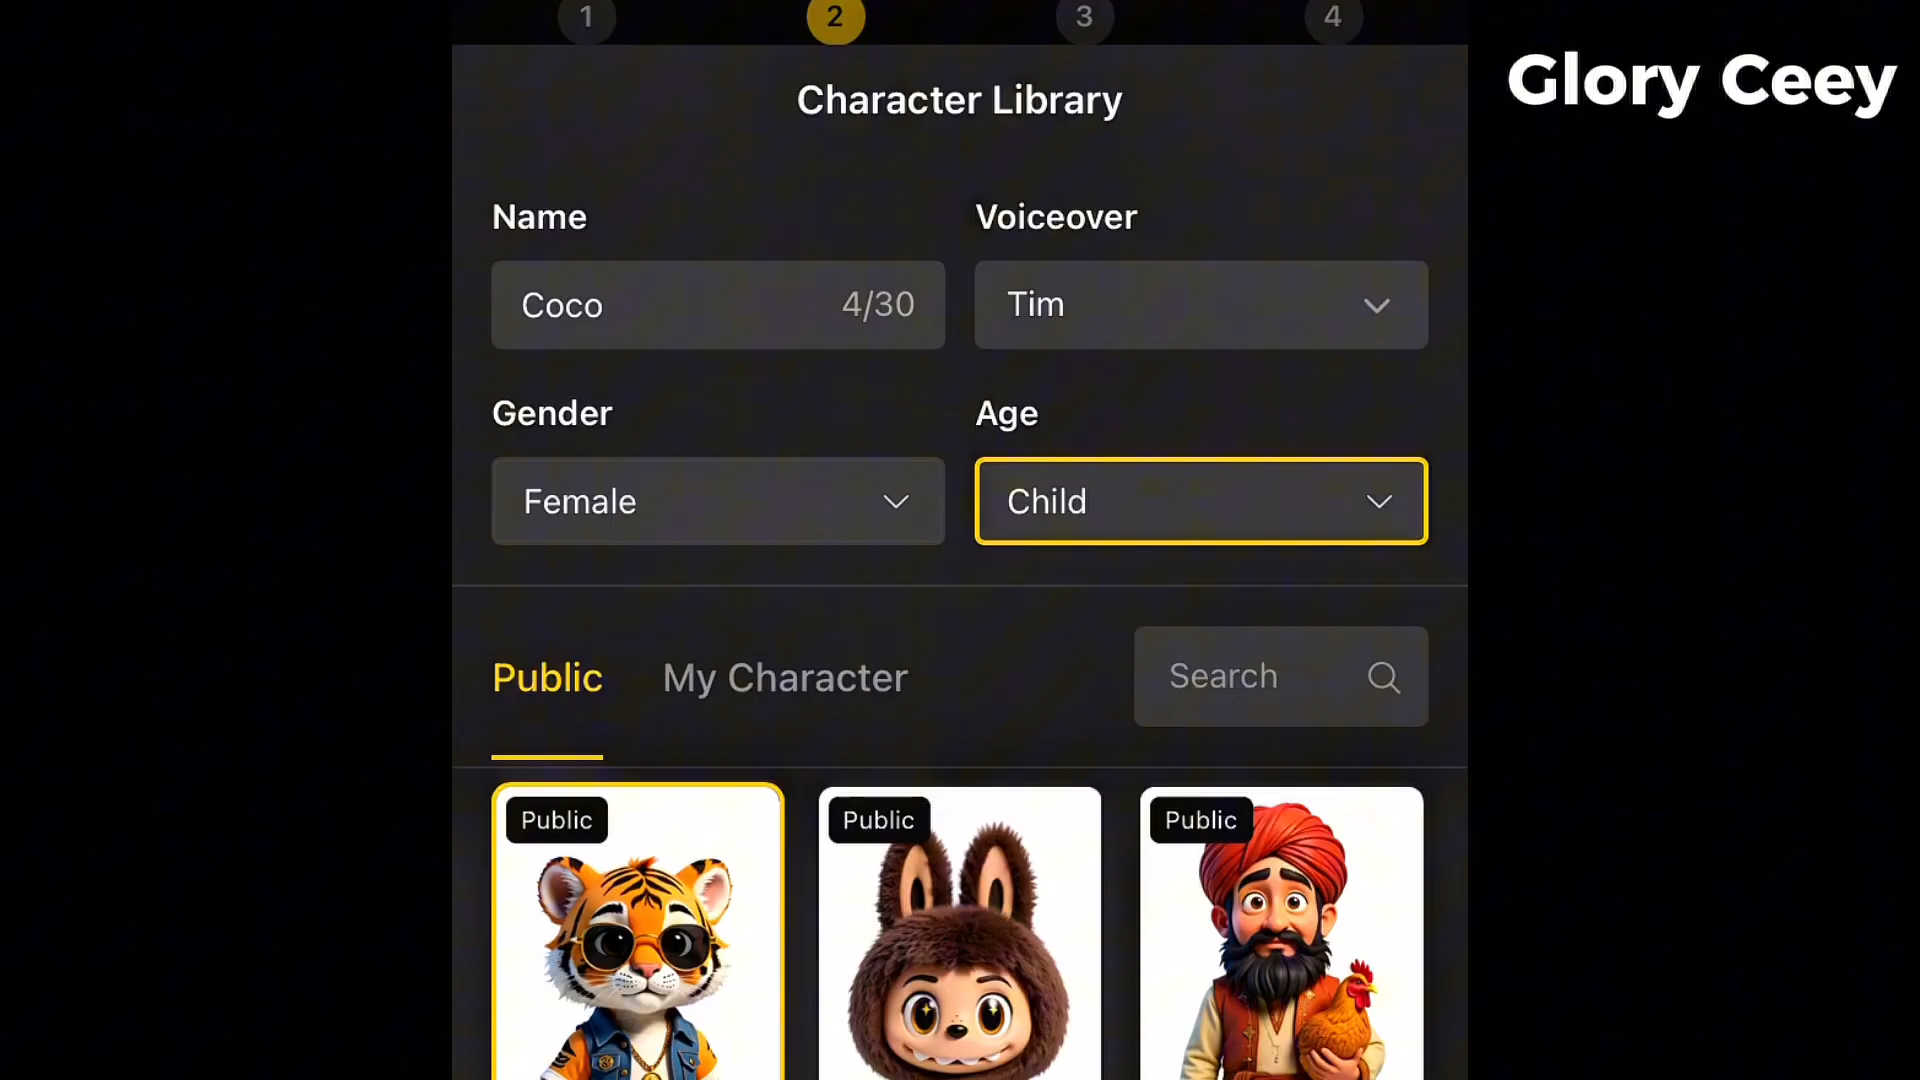 1 2 3 4
Glory Ceey
Character Library
Name Voiceover
Coco 4/30 Tim
Gender Age
Female Child
Public My Character Search
Public Public Public